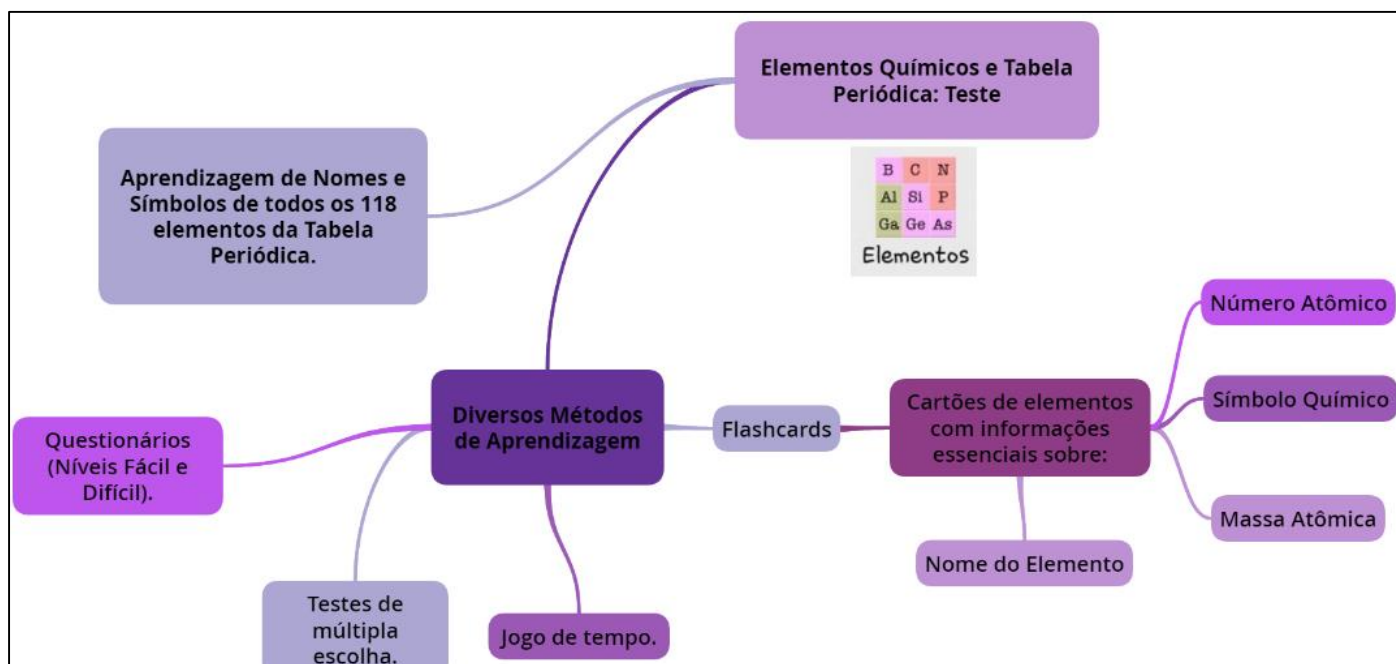 Elementos Químicos e Tabela
Periódica: Teste
Aprendizagem de Nomes e
Símbolos de todos os 118
elementos da Tabela
Periódica.
B C N
Al Si P
Ga Ge As
Elementos
Número Atômico
Diversos Métodos
de Aprendizagem
Flashcards
Cartões de elementos
com informações
essenciais sobre:
Símbolo Químico
Questionários
(Níveis Fácil e
Difícil).
Massa Atômica
Nome do Elemento
Testes de
múltipla
escolha.
Jogo de tempo.